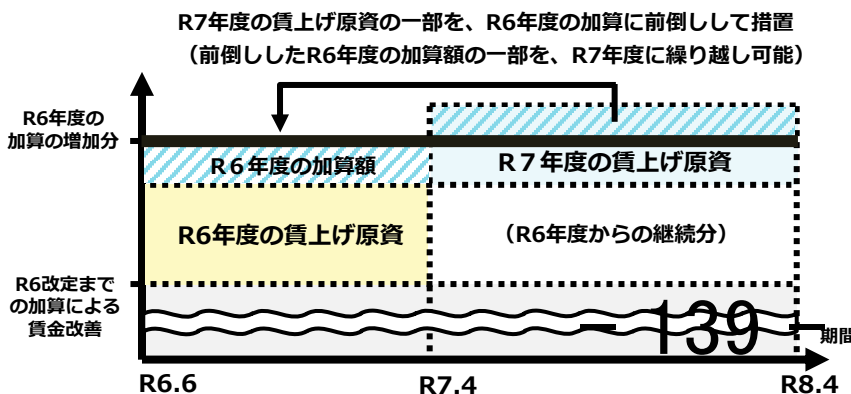 R7年度の賃上げ原資の一部を、R6年度の加算に前倒しして措置
（前倒ししたR6年度の加算額の一部を、R7年度に繰り越し可能）
R6年度の
加算の増加分
R６年度の加算額
R７年度の賃上げ原資
R6年度の賃上げ原資
（R6年度からの継続分）
R6改定まで
の加算による
賃金改善
139
期間
R6.6
R7.4
R8.4